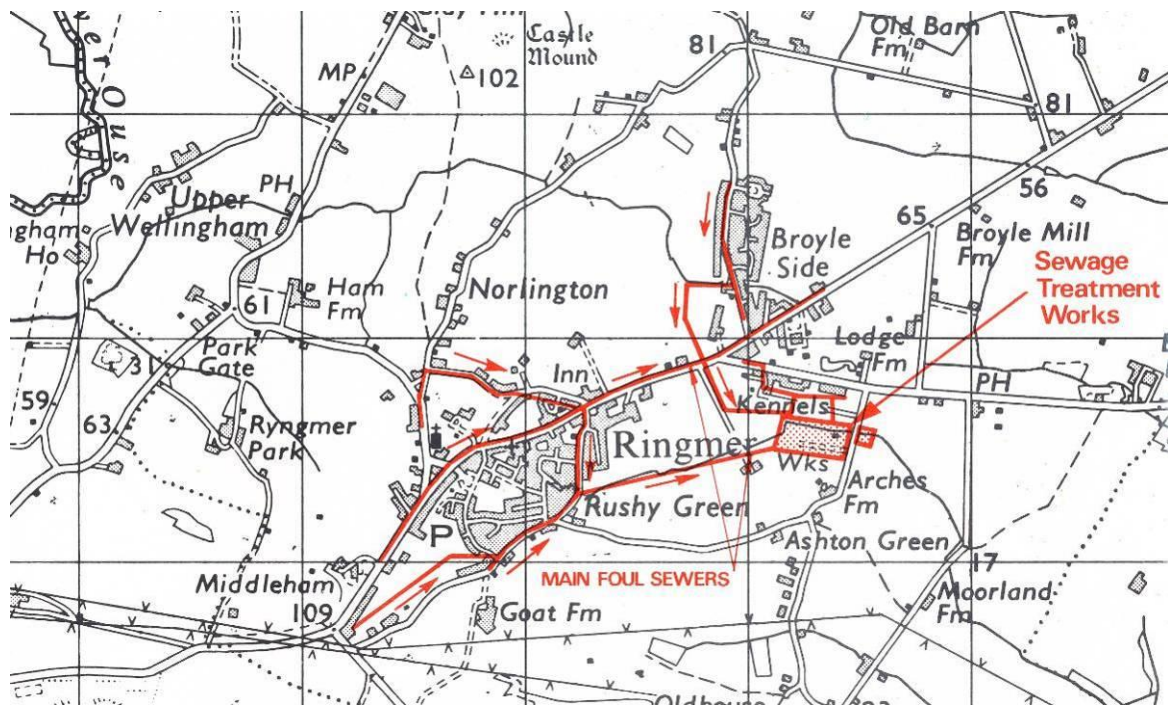 Castle
Mound
Old Barn
Fm
81
MP
102
81
Ouse
PH
56
Upper
Wellingham
65
Broyle
Side
Broyle Mill
Fm
Ho
Sewage
Treatment
Works
Norlington
Ham
Fm
61
Park
Gate
Lodge
Fm
31
Inn
PH
59
Kennels
63
Ringmer
Ryngmer
Park
Wks
Arches
Fm
Rushy Green
P
Ashton Green
17
MAIN FOUL SEWERS
Middleham
Moorland
Fm
109
Goat Fm